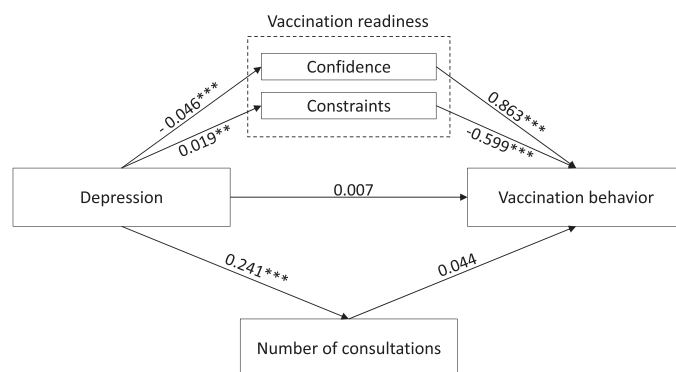 Vaccination readiness
Confidence
Constraints
- 0.046***
0.019**
0.863***
-0.599***
Depression
0.007
Vaccination behavior
0.241***
0.044
Number of consultations